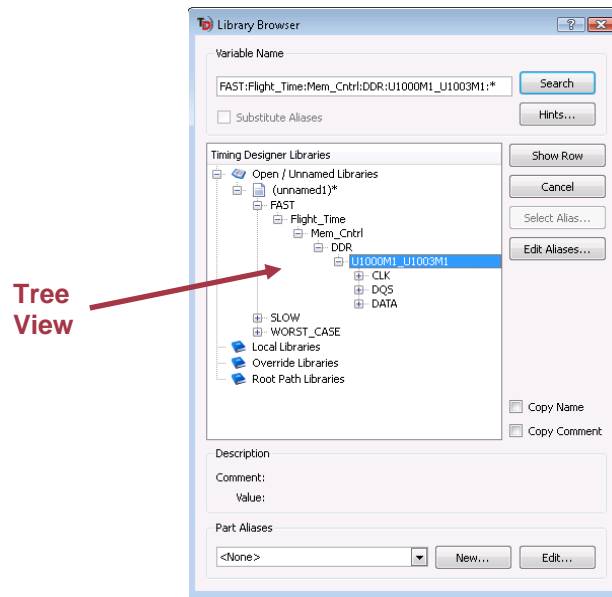 TD Library Browser
Variable Name
FAST:Flight_Time:Mem_Cntrl:DDR:U1000M1_U1003M1:*
Search
Substitute Aliases
Hints...
Timing Designer Libraries
Show Row
Open / Unnamed Libraries
(unnamed1)*
Cancel
FAST
Flight_Time
Select Alias...
Mem_Cntrl
DDR
Edit Aliases...
U1000M1_U1003M1
CLK
DQS
DATA
Tree
View
SLOW
WORST_CASE
Local Libraries
Override Libraries
Root Path Libraries
Copy Name
Copy Comment
Description
Comment:
Value:
Part Aliases
<None>
New...
Edit...